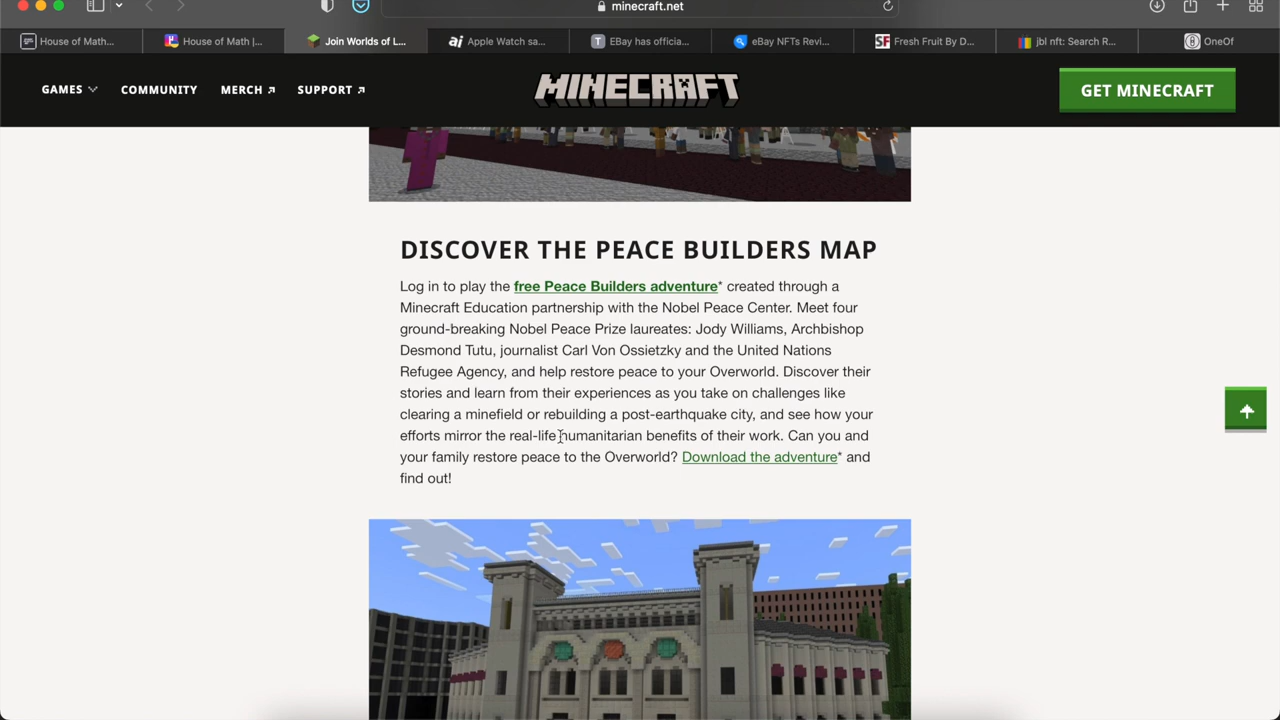 minecraft.net
House of Math...
House of Math |...
Join Worlds of L...
Apple Watch sa...
EBay has officia...
eBay NFTs Revi...
Fresh Fruit By D...
jbl nft: Search R...
OneOf
GAMES
COMMUNITY
MERCH
SUPPORT
MINECRAFT
GET MINECRAFT
DISCOVER THE PEACE BUILDERS MAP
Log in to play the free Peace Builders adventure* created through a
Minecraft Education partnership with the Nobel Peace Center. Meet four
ground-breaking Nobel Peace Prize laureates: Jody Williams, Archbishop
Desmond Tutu, journalist Carl Von Ossietzky and the United Nations
Refugee Agency, and help restore peace to your Overworld. Discover their
stories and learn from their experiences as you take on challenges like
clearing a minefield or rebuilding a post-earthquake city, and see how your
efforts mirror the real-life humanitarian benefits of their work. Can you and
your family restore peace to the Overworld? Download the adventure* and
find out!